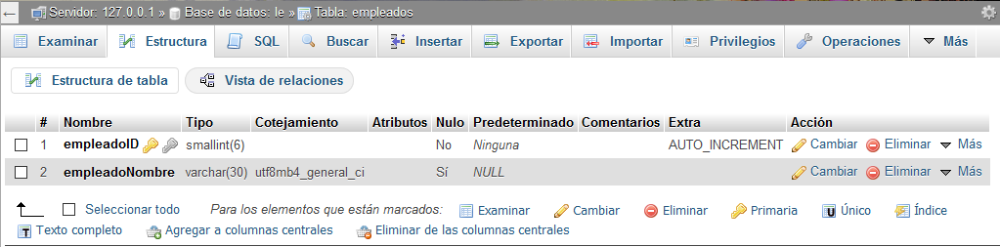 Servidor: 127.0.0.1 » Base de datos: le » Tabla: empleados
Examinar Estructura SQL Buscar Insertar Exportar Importar Privilegios Operaciones Más
Estructura de tabla Vista de relaciones
# Nombre Tipo Cotejamiento Atributos Nulo Predeterminado Comentarios Extra Acción
1 empleadoID smallint(6) No Ninguna AUTO_INCREMENT Cambiar Eliminar Más
2 empleadoNombre varchar(30) utf8mb4_general_ci Sí NULL Cambiar Eliminar Más
Seleccionar todo Para los elementos que están marcados: Examinar Cambiar Eliminar Primaria Único Índice
Texto completo Agregar a columnas centrales Eliminar de las columnas centrales